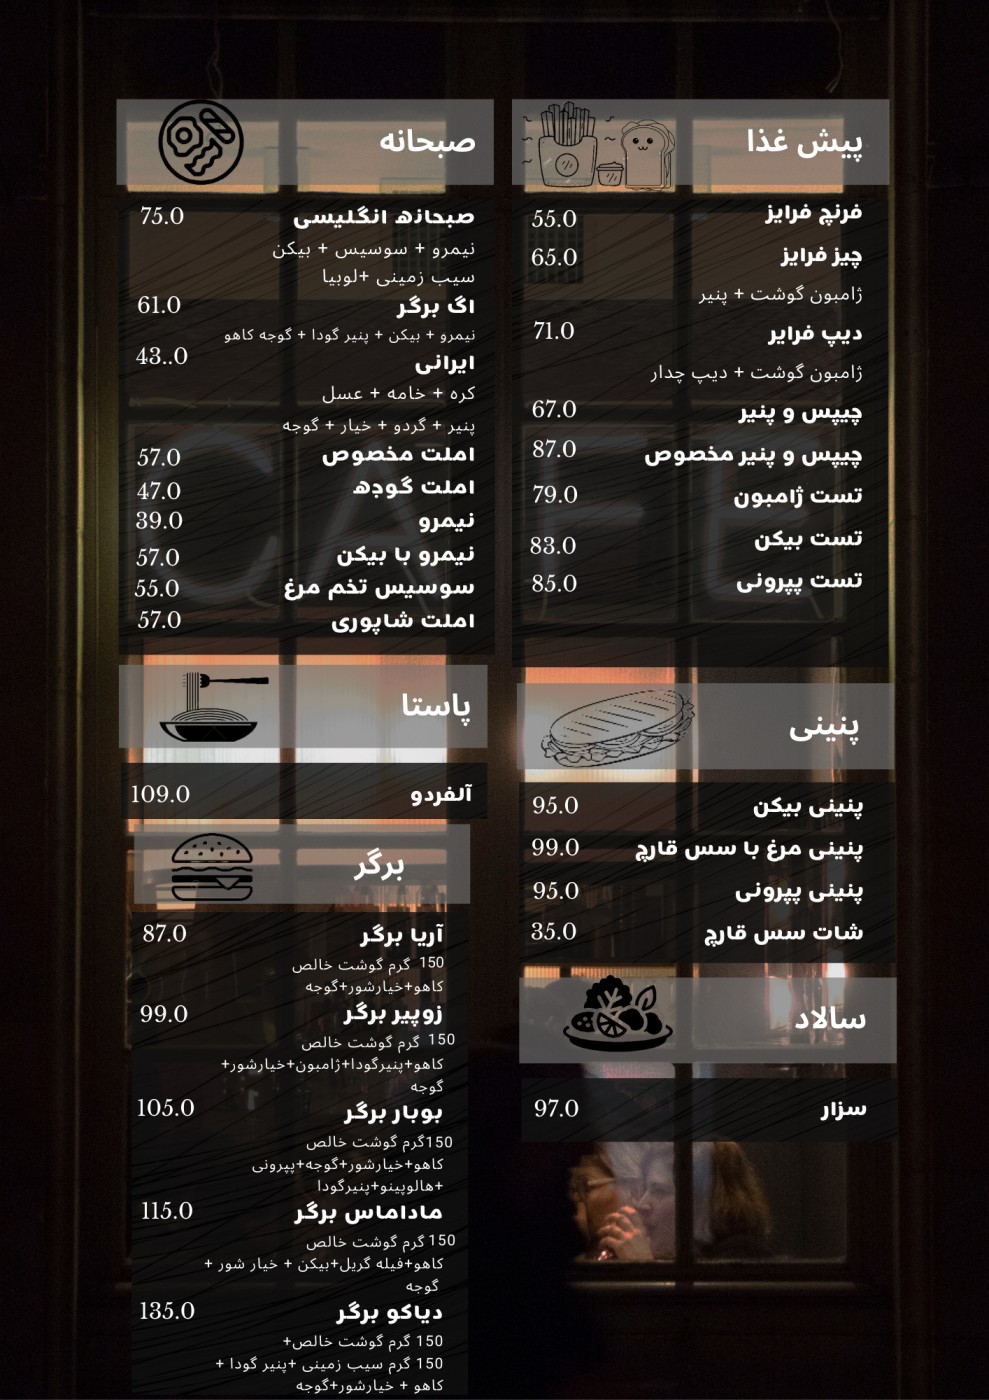 پیش غذا
فرنچ فرایز 55.0
چیز فرایز 65.0
ژامبون گوشت + پنیر
دیپ فرایر 71.0
ژامبون گوشت + دیپ چدار
چیپس و پنیر 67.0
چیپس و پنیر مخصوص 87.0
تست ژامبون 79.0
تست بیکن 83.0
تست پپرونی 85.0
پنینی
پنینی بیکن 95.0
پنینی مرغ با سس قارچ 99.0
پنینی پپرونی 95.0
شات سس قارچ 35.0
سالاد
سزار 97.0
صبحانه
صبحانه انگلیسی 75.0
نیمرو + سوسیس + بیکن
سیب زمینی +لوبیا
اگ برگر 61.0
نیمرو + بیکن + پنیر گودا + گوجه کاهو
ایرانی 43..0
کره + خامه + عسل
پنیر + گردو + خیار + گوجه
املت مخصوص 57.0
املت گوجه 47.0
نیمرو 39.0
نیمرو با بیکن 57.0
سوسیس تخم مرغ 55.0
املت شاپوری 57.0
پاستا
آلفردو 109.0
برگر
آریا برگر 87.0
150 گرم گوشت خالص
کاهو+خیارشور+گوجه
زوپیر برگر 99.0
150 گرم گوشت خالص
کاهو+پنیرگودا+ژامبون+خیارشور+
گوجه
بوبار برگر 105.0
150گرم گوشت خالص
کاهو+خیارشور+گوجه+پپرونی
+هالوپینو+پنیرگودا
ماداماس برگر 115.0
150 گرم گوشت خالص
کاهو+فیله گریل+بیکن + خیار شور +
گوجه
دیاکو برگر 135.0
150 گرم گوشت خالص+
150 گرم سیب زمینی +پنیر گودا +
کاهو + خیارشور+گوجه
CAFE